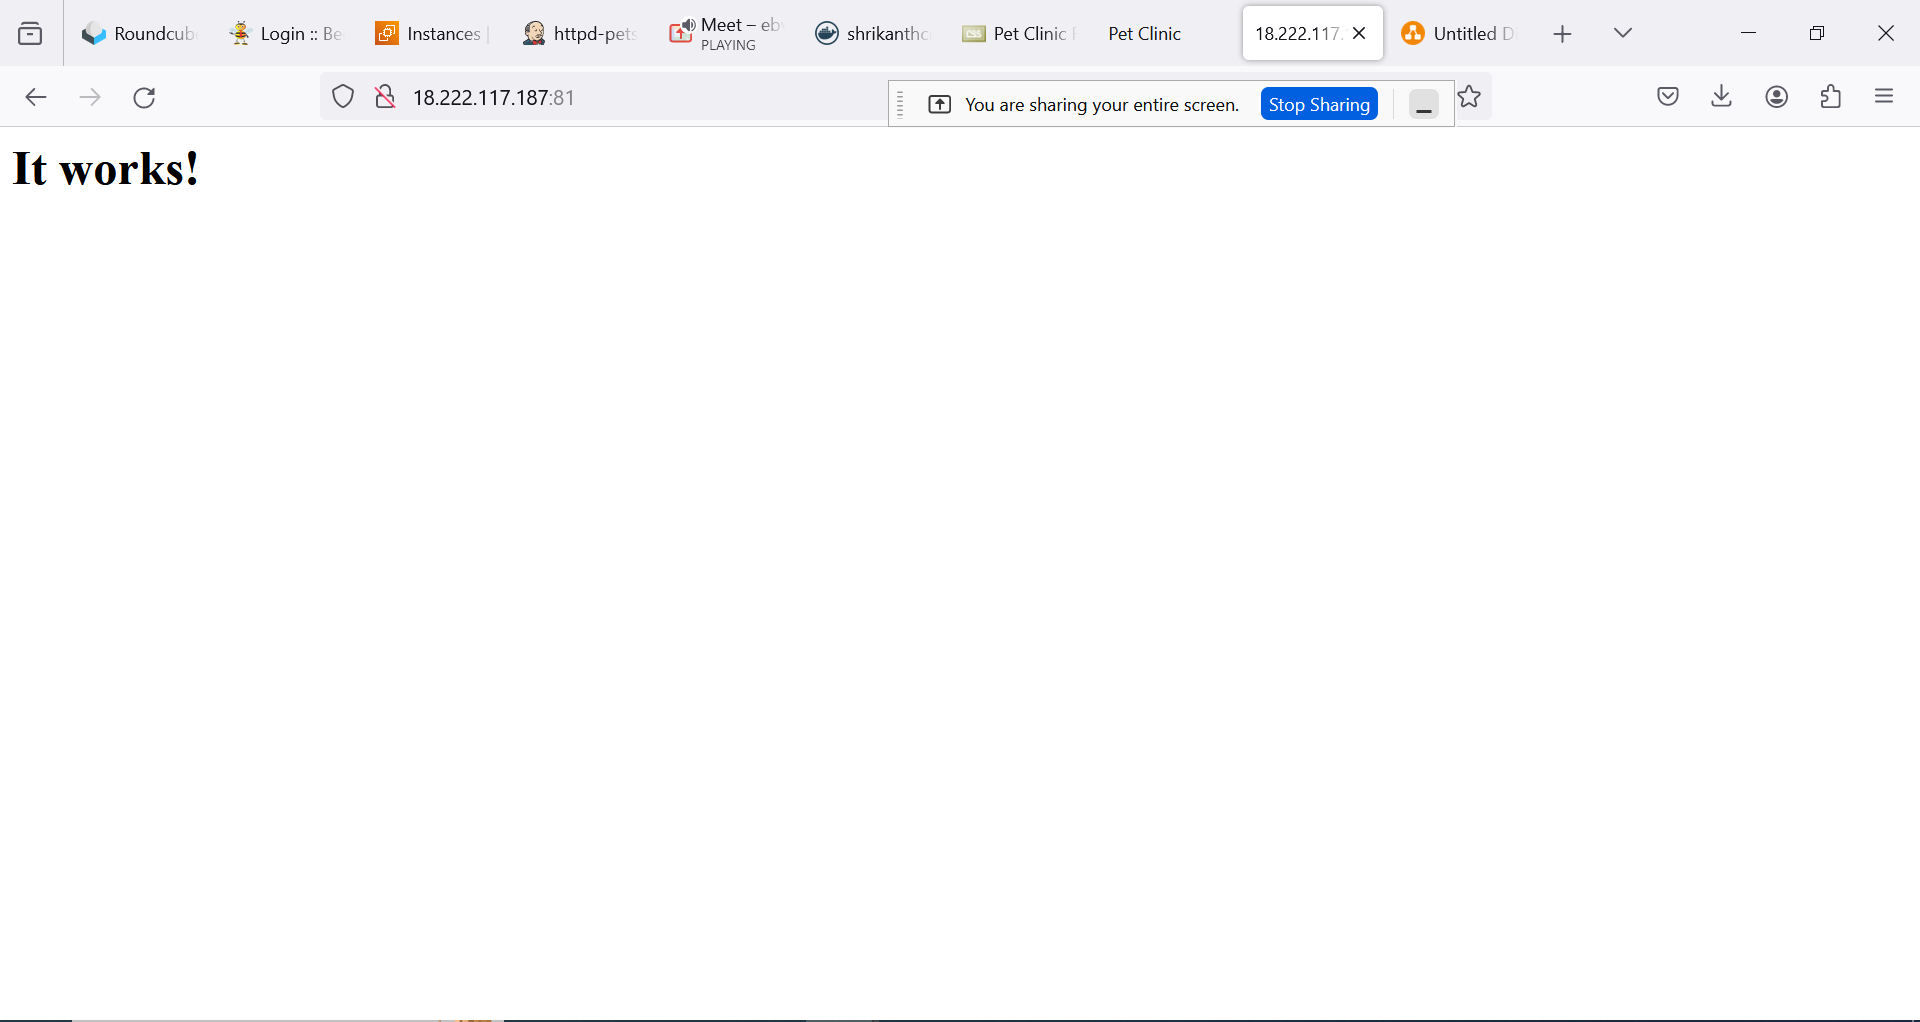 Roundcub
Login :: Be
Instances |
httpd-pets
Meet – eb
PLAYING
shrikanthc
Pet Clinic
Pet Clinic
18.222.117.
Untitled D
18.222.117.187:81
You are sharing your entire screen.
Stop Sharing
It works!